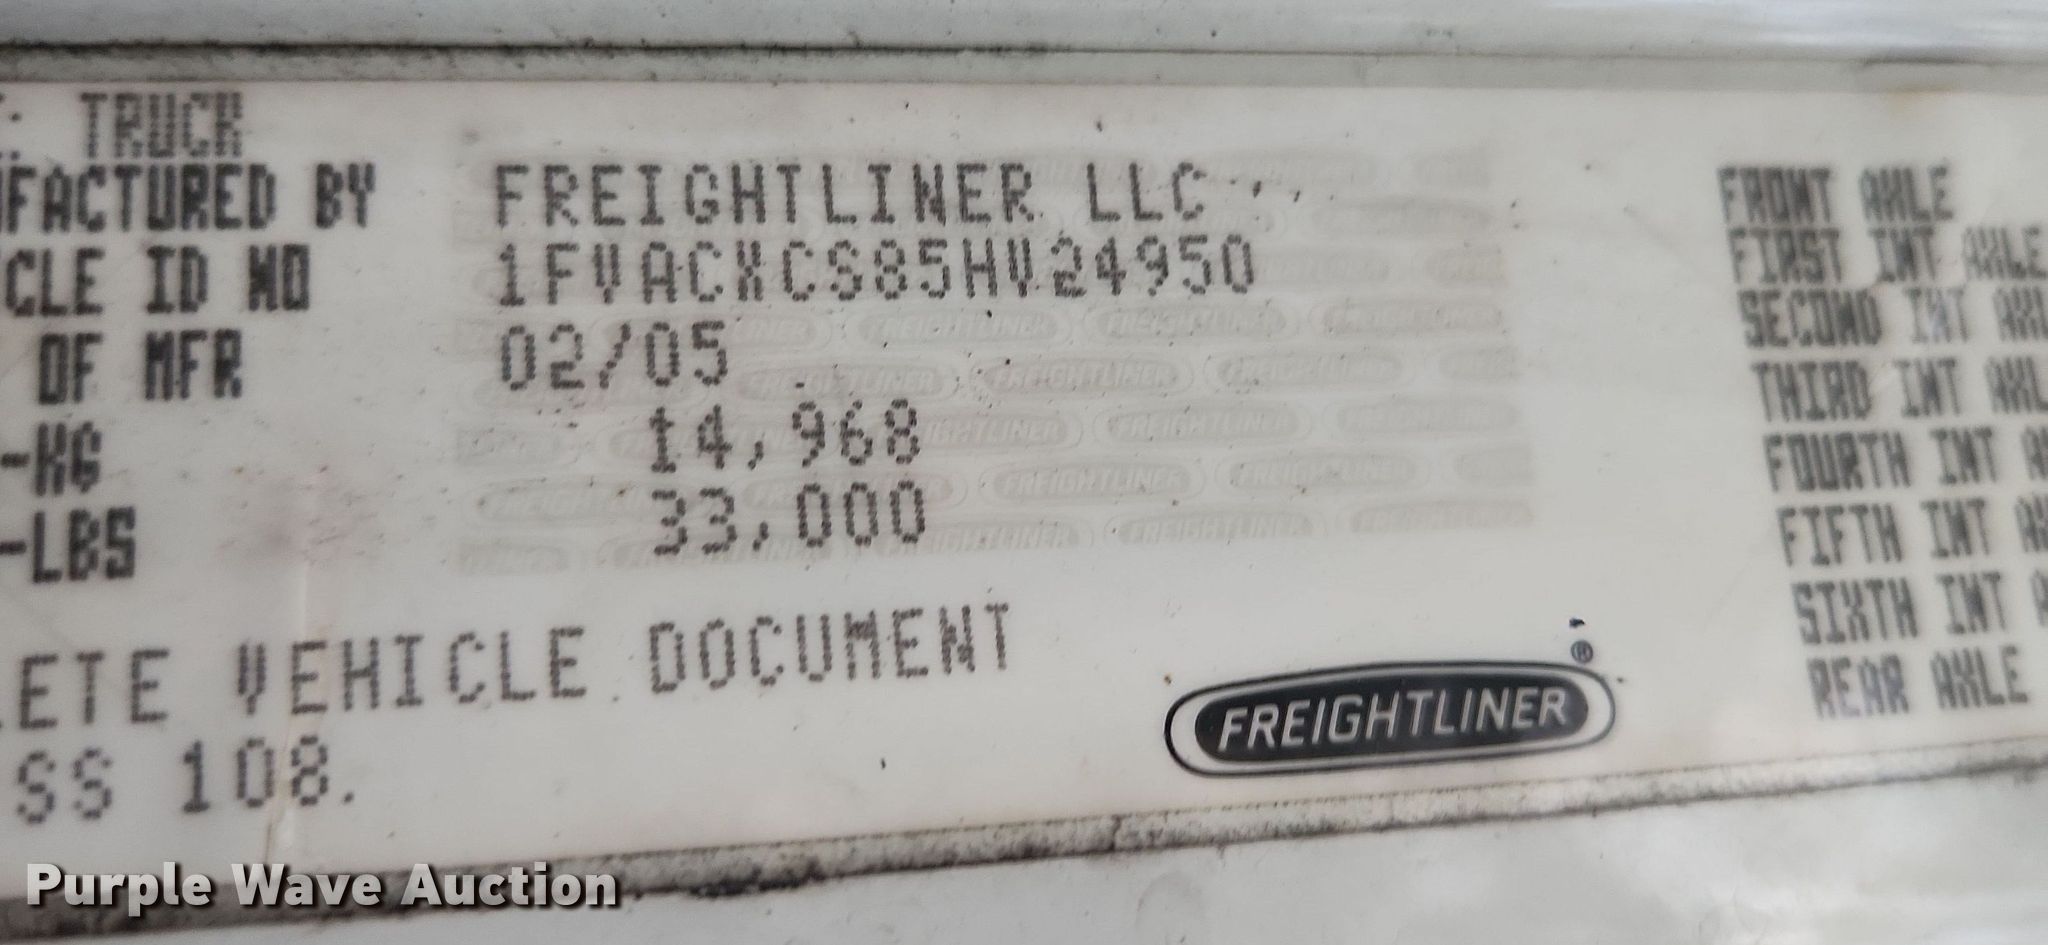 : TRUCK
FACTURED BY FREIGHTLINER LLC
CLE ID NO 1FVACXCS85HV24950
OF MFR 02/05
-KG 14,968
-LBS 33,000
ETE VEHICLE DOCUMENT
SS 108.
FREIGHTLINER®
FRONT AXLE
FIRST INT AXLE
SECOND INT AXL
THIRD INT AXL
FOURTH INT A
FIFTH INT A
SIXTH INT A
REAR AXLE
Purple Wave Auction